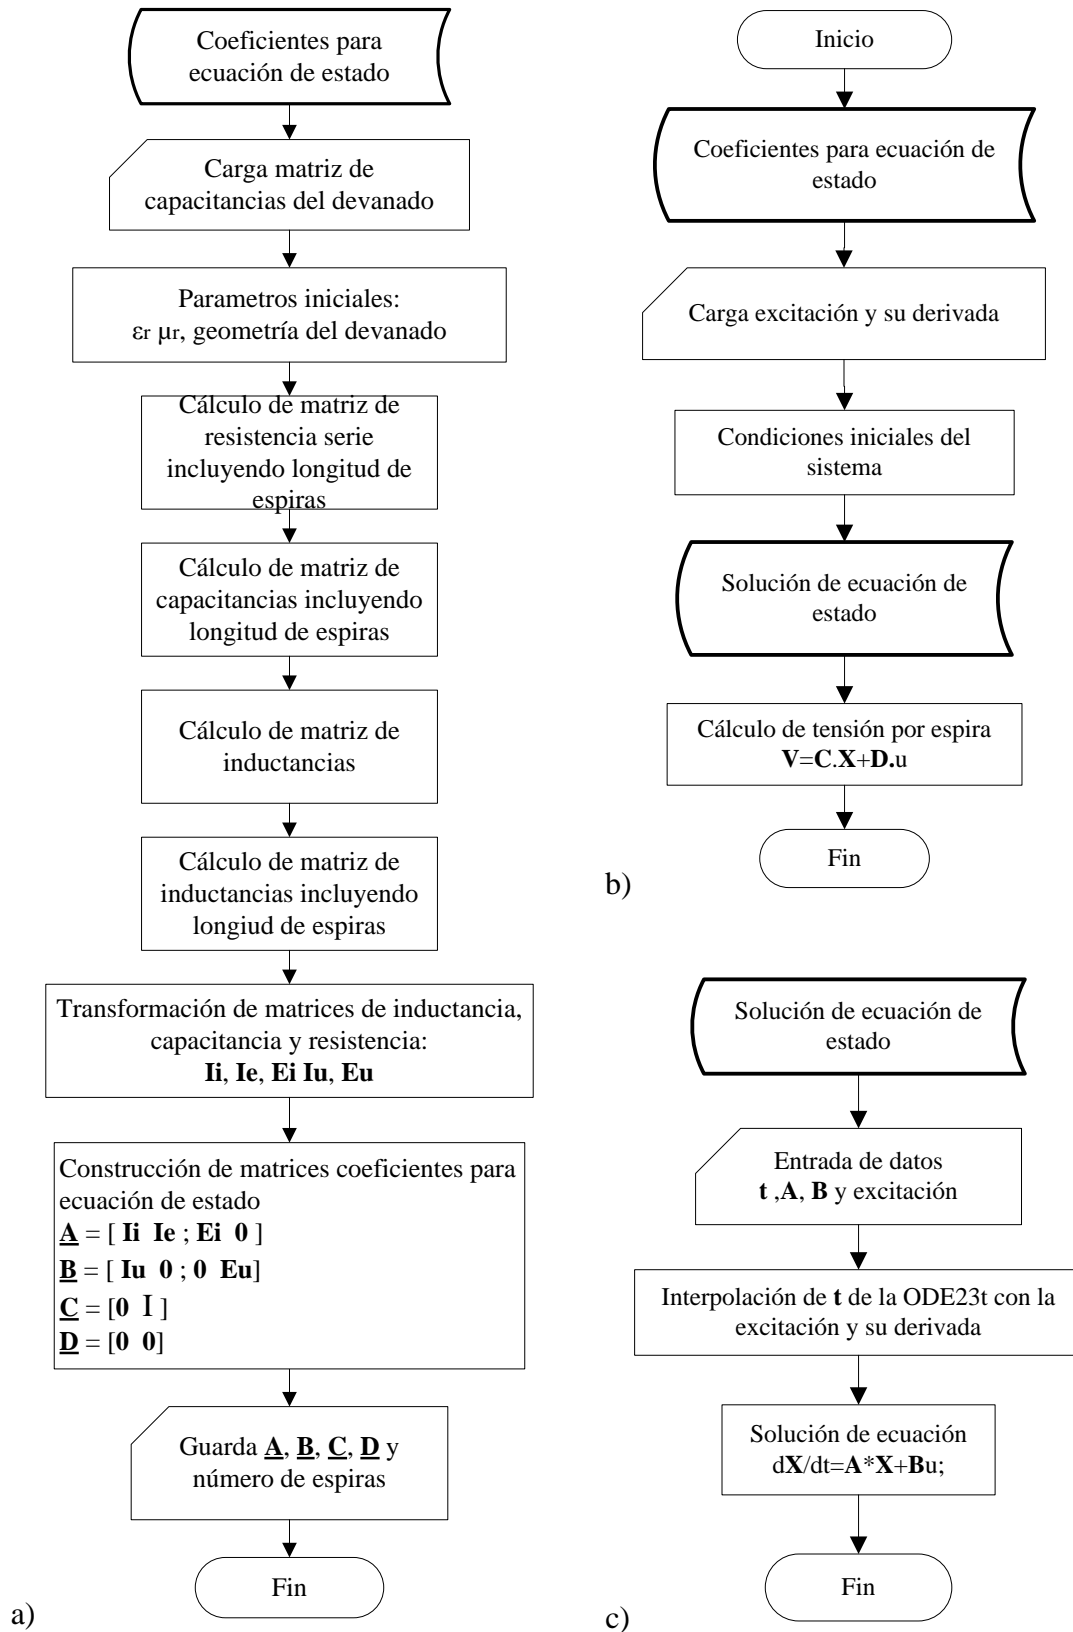 Coeficientes para
ecuación de estado
Carga matriz de
capacitancias del devanado
Parametros iniciales:
εr μr, geometría del devanado
Cálculo de matriz de
resistencia serie
incluyendo longitud de
espiras
Cálculo de matriz de
capacitancias incluyendo
longitud de espiras
Cálculo de matriz de
inductancias
Cálculo de matriz de
inductancias incluyendo
longiud de espiras
Transformación de matrices de inductancia,
capacitancia y resistencia:
Ii, Ie, Ei Iu, Eu
Construcción de matrices coeficientes para
ecuación de estado
A = [ Ii Ie ; Ei 0 ]
B = [ Iu 0 ; 0 Eu]
C = [0 I ]
D = [0 0]
Guarda A, B, C, D y
número de espiras
Fin
a)
Inicio
Coeficientes para ecuación de
estado
Carga excitación y su derivada
Condiciones iniciales del
sistema
Solución de ecuación de
estado
Cálculo de tensión por espira
V=C.X+D.u
Fin
b)
Solución de ecuación de
estado
Entrada de datos
t ,A, B y excitación
Interpolación de t de la ODE23t con la
excitación y su derivada
Solución de ecuación
dX/dt=A*X+Bu;
Fin
c)